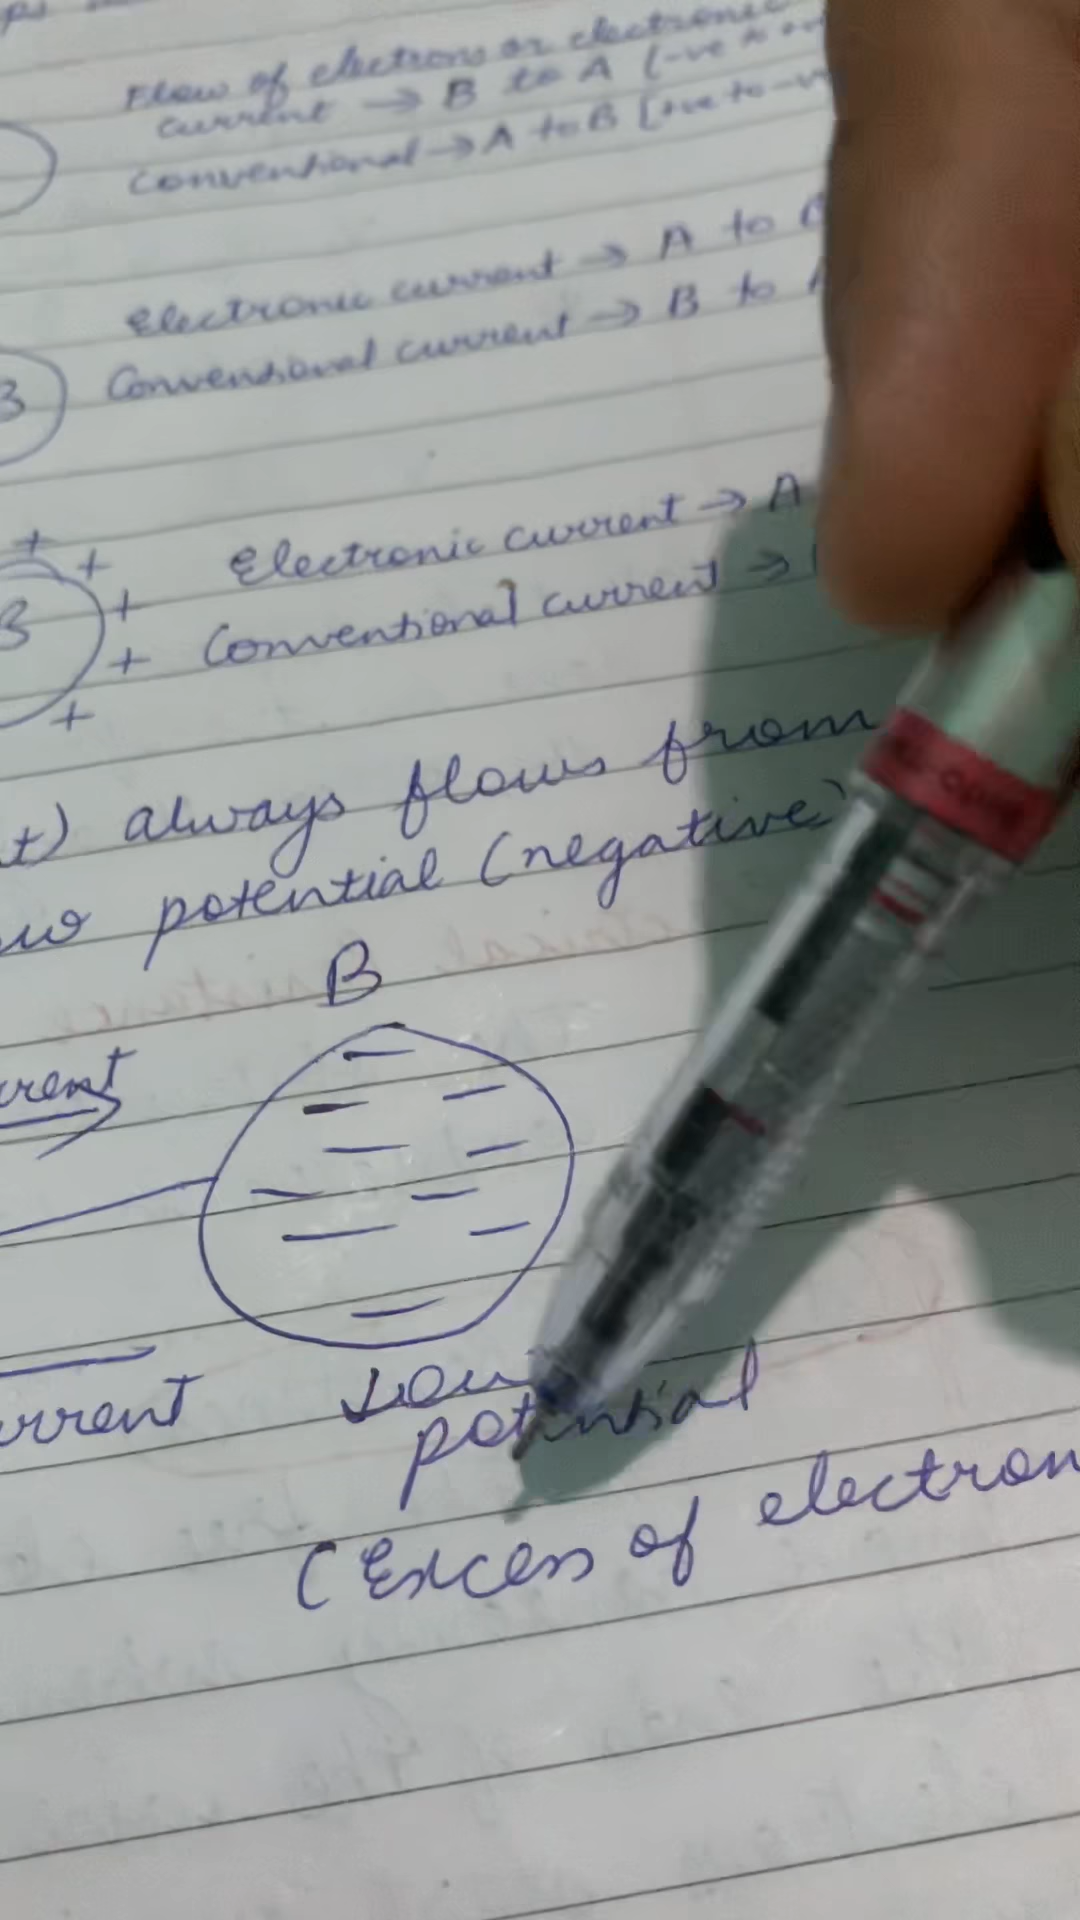 Flow of electrons or electronic
current → B to A (-ve to
Conventional → A to B [+ve to -v
Electronic current → A to B
Conventional current → B to A
B
+
+
Electronic current → A
B
+
+
Conventional current →
+
t) always flows from
potential (negative)
B
rrent
urrent
Low
potential
(Excess of electron